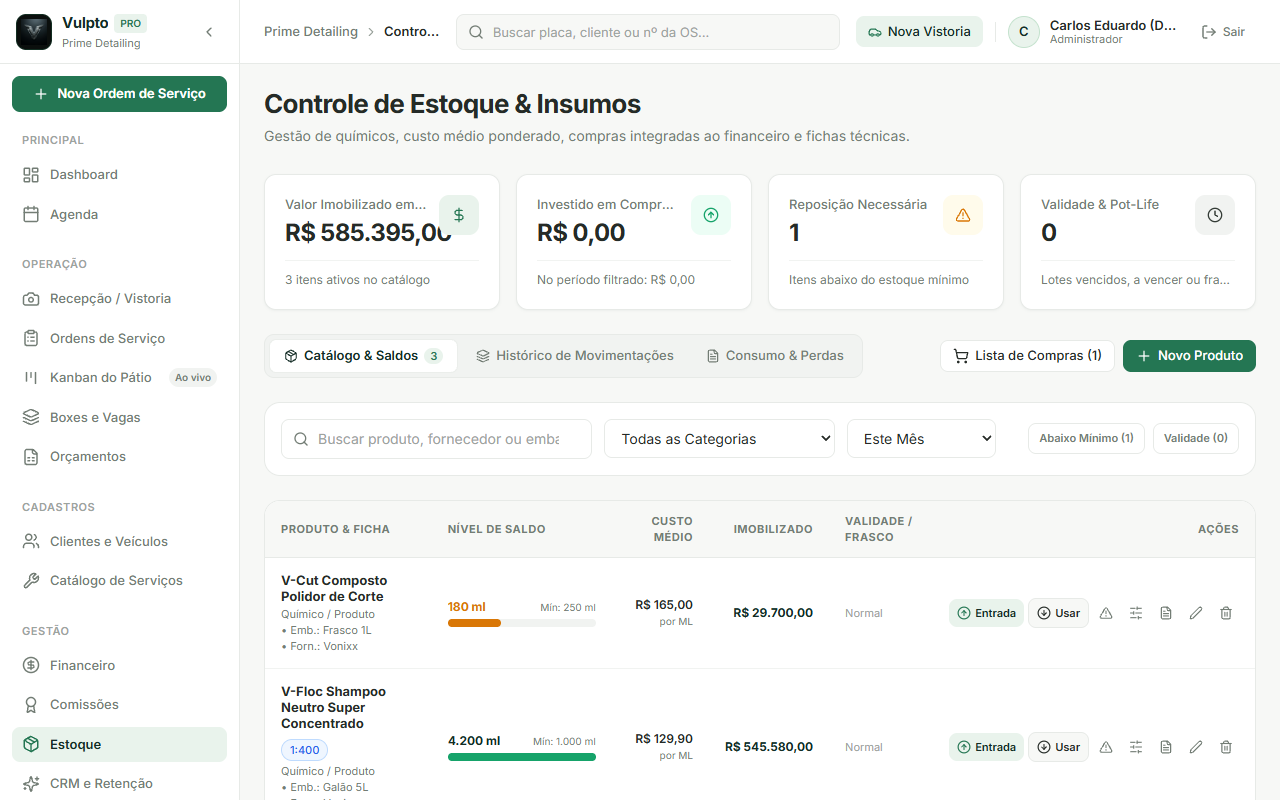 Vulpto PRO
Prime Detailing
Nova Ordem de Serviço
PRINCIPAL
Dashboard
Agenda
OPERAÇÃO
Recepção / Vistoria
Ordens de Serviço
Kanban do Pátio Ao vivo
Boxes e Vagas
Orçamentos
CADASTROS
Clientes e Veículos
Catálogo de Serviços
GESTÃO
Financeiro
Comissões
Estoque
CRM e Retenção
Prime Detailing > Contro...
Buscar placa, cliente ou nº da OS...
Nova Vistoria
C
Carlos Eduardo (D...
Administrador
Sair
Controle de Estoque & Insumos
Gestão de químicos, custo médio ponderado, compras integradas ao financeiro e fichas técnicas.
Valor Imobilizado em...
R$ 585.395,00
3 itens ativos no catálogo
Investido em Compr...
R$ 0,00
No período filtrado: R$ 0,00
Reposição Necessária
1
Itens abaixo do estoque mínimo
Validade & Pot-Life
0
Lotes vencidos, a vencer ou fra...
Catálogo & Saldos 3
Histórico de Movimentações
Consumo & Perdas
Lista de Compras (1)
Novo Produto
Buscar produto, fornecedor ou emba
Todas as Categorias
Este Mês
Abaixo Mínimo (1)
Validade (0)
PRODUTO & FICHA
NÍVEL DE SALDO
CUSTO
MÉDIO
IMOBILIZADO
VALIDADE /
FRASCO
AÇÕES
V-Cut Composto
Polidor de Corte
Químico / Produto
• Emb.: Frasco 1L
• Forn.: Vonixx
180 ml
Mín: 250 ml
R$ 165,00
por ML
R$ 29.700,00
Normal
Entrada
Usar
V-Floc Shampoo
Neutro Super
Concentrado
1:400
Químico / Produto
• Emb.: Galão 5L
4.200 ml
Mín: 1.000 ml
R$ 129,90
por ML
R$ 545.580,00
Normal
Entrada
Usar